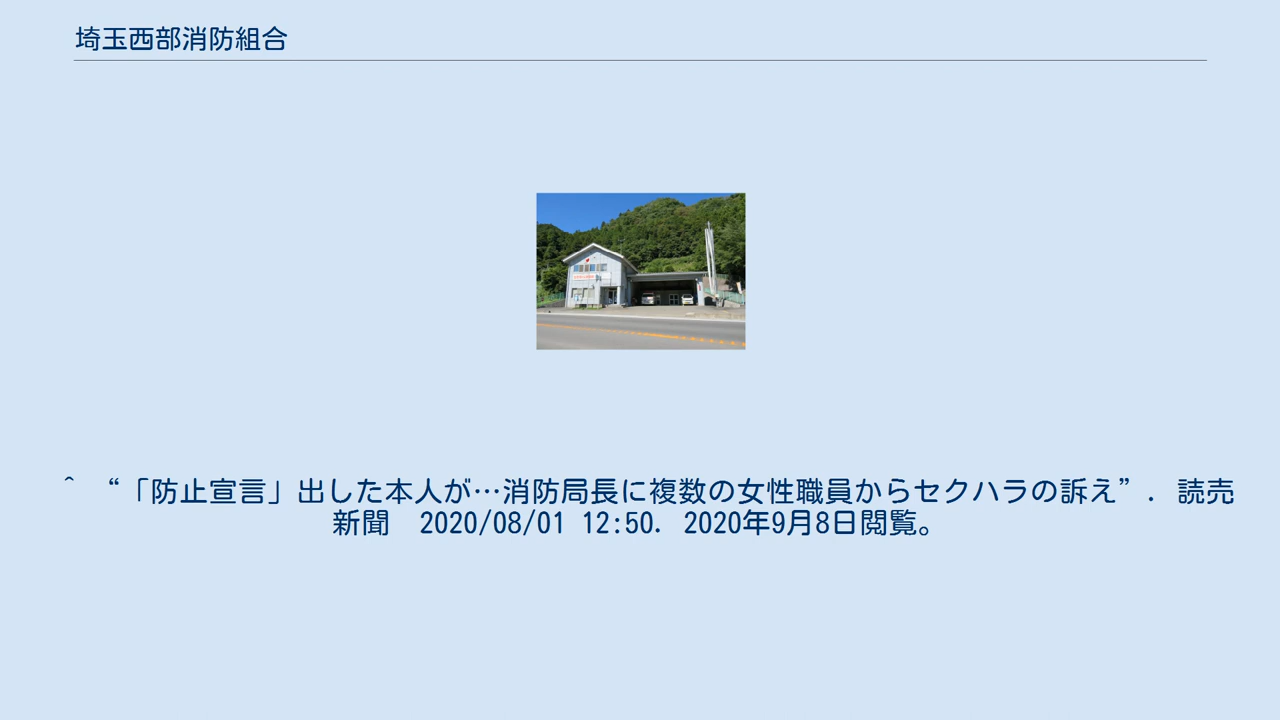 埼玉西部消防組合
^ “「防止宣言」出した本人が…消防局長に複数の女性職員からセクハラの訴え”. 読売
新聞　2020/08/01 12:50. 2020年9月8日閲覧。